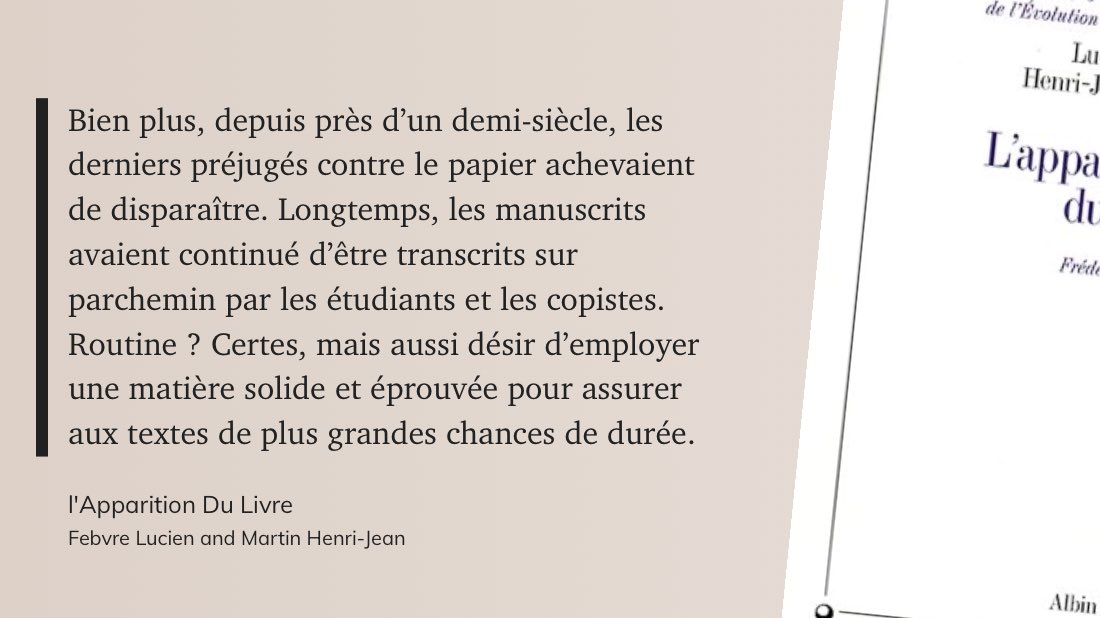 Bien plus, depuis près d’un demi-siècle, les
derniers préjugés contre le papier achevaient
de disparaître. Longtemps, les manuscrits
avaient continué d’être transcrits sur
parchemin par les étudiants et les copistes.
Routine ? Certes, mais aussi désir d’employer
une matière solide et éprouvée pour assurer
aux textes de plus grandes chances de durée.
l'Apparition Du Livre
Febvre Lucien and Martin Henri-Jean
de l’Évolution
Lu
Henri-J
L’appa
du
Fréde
Albin